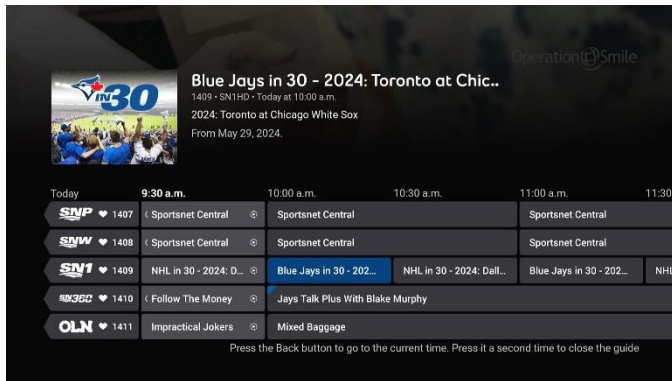 Operation Smile
IN 30
Blue Jays in 30 - 2024: Toronto at Chic..
1409 • SN1HD • Today at 10:00 a.m.
2024: Toronto at Chicago White Sox
From May 29, 2024.
Today 9:30 a.m. 10:00 a.m. 10:30 a.m. 11:00 a.m. 11:30
SNP ♥ 1407 ‹ Sportsnet Central Sportsnet Central Sportsnet Central
SNW ♥ 1408 ‹ Sportsnet Central Sportsnet Central Sportsnet Central
SN1 ♥ 1409 NHL in 30 - 2024: D... Blue Jays in 30 - 202... NHL in 30 - 2024: Dall... Blue Jays in 30 - 202... NHL
SN360 ♥ 1410 ‹ Follow The Money Jays Talk Plus With Blake Murphy
OLN ♥ 1411 Impractical Jokers Mixed Baggage
Press the Back button to go to the current time. Press it a second time to close the guide